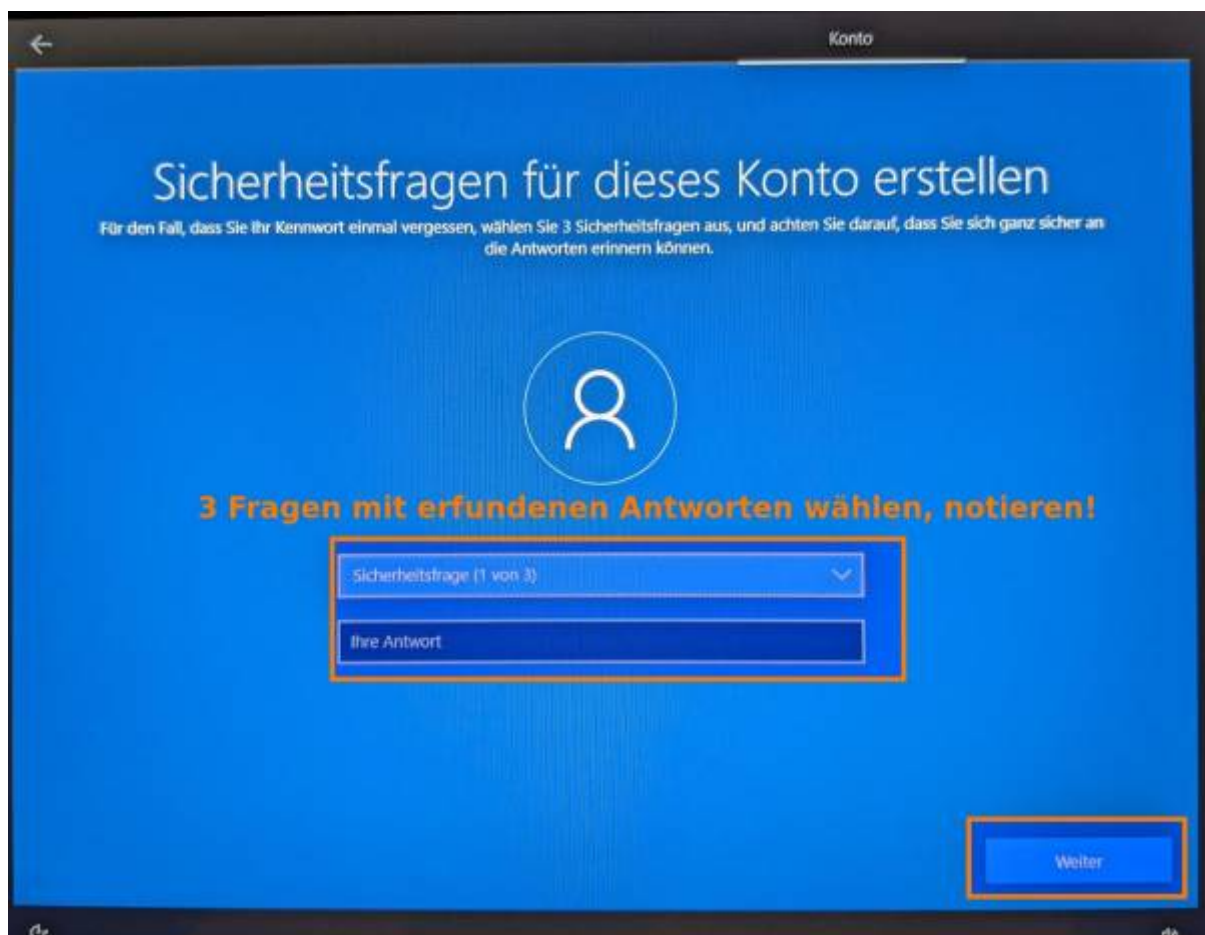 Konto
Sicherheitsfragen für dieses Konto erstellen
Für den Fall, dass Sie Ihr Kennwort einmal vergessen, wählen Sie 3 Sicherheitsfragen aus, und achten Sie darauf, dass Sie sich ganz sicher an
die Antworten erinnern können.
3 Fragen mit erfundenen Antworten wählen, notieren!
Sicherheitsfrage (1 von 3)
Ihre Antwort
Weiter